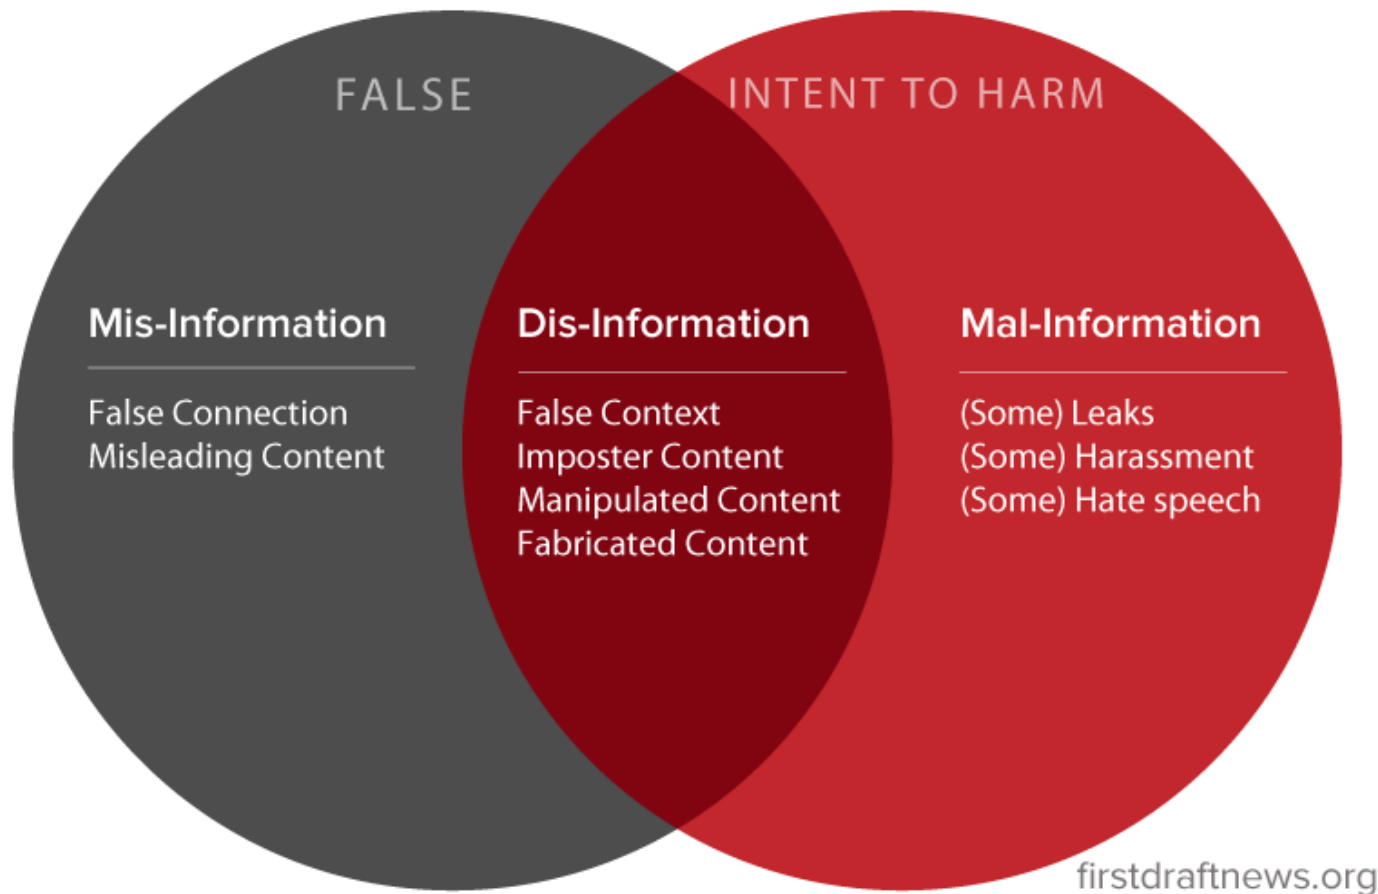 FALSE
INTENT TO HARM
Mis-Information
False Connection
Misleading Content
Dis-Information
False Context
Imposter Content
Manipulated Content
Fabricated Content
Mal-Information
(Some) Leaks
(Some) Harassment
(Some) Hate speech
firstdraftnews.org